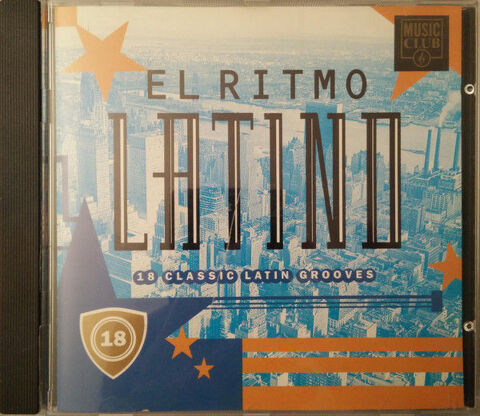 MUSIC
CLUB
EL RITMO
LATINO
18 CLASSIC LATIN GROOVES
18